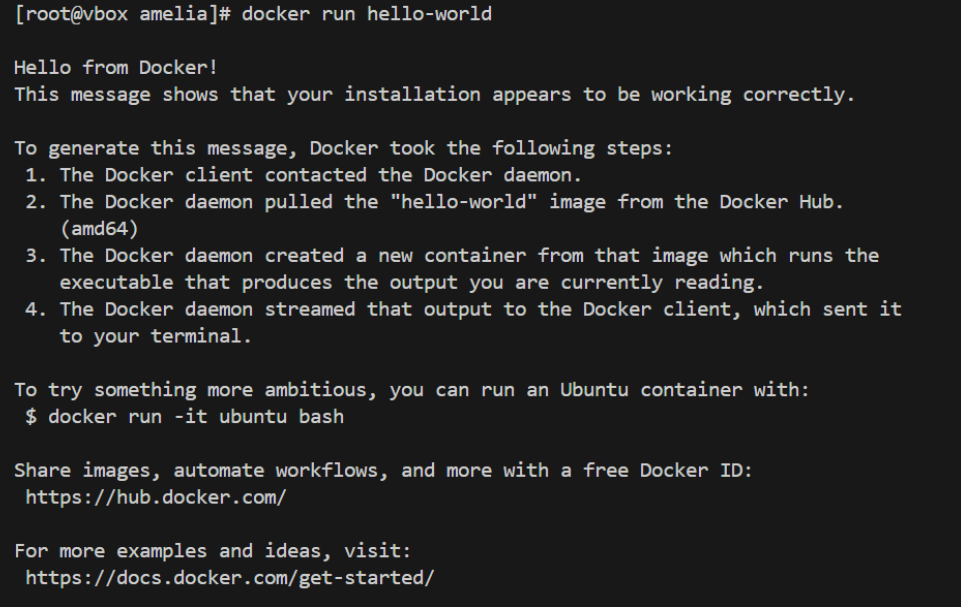 [root@vbox amelia]# docker run hello-world
Hello from Docker!
This message shows that your installation appears to be working correctly.
To generate this message, Docker took the following steps:
1. The Docker client contacted the Docker daemon.
2. The Docker daemon pulled the "hello-world" image from the Docker Hub.
(amd64)
3. The Docker daemon created a new container from that image which runs the
executable that produces the output you are currently reading.
4. The Docker daemon streamed that output to the Docker client, which sent it
to your terminal.
To try something more ambitious, you can run an Ubuntu container with:
$ docker run -it ubuntu bash
Share images, automate workflows, and more with a free Docker ID:
https://hub.docker.com/
For more examples and ideas, visit:
https://docs.docker.com/get-started/